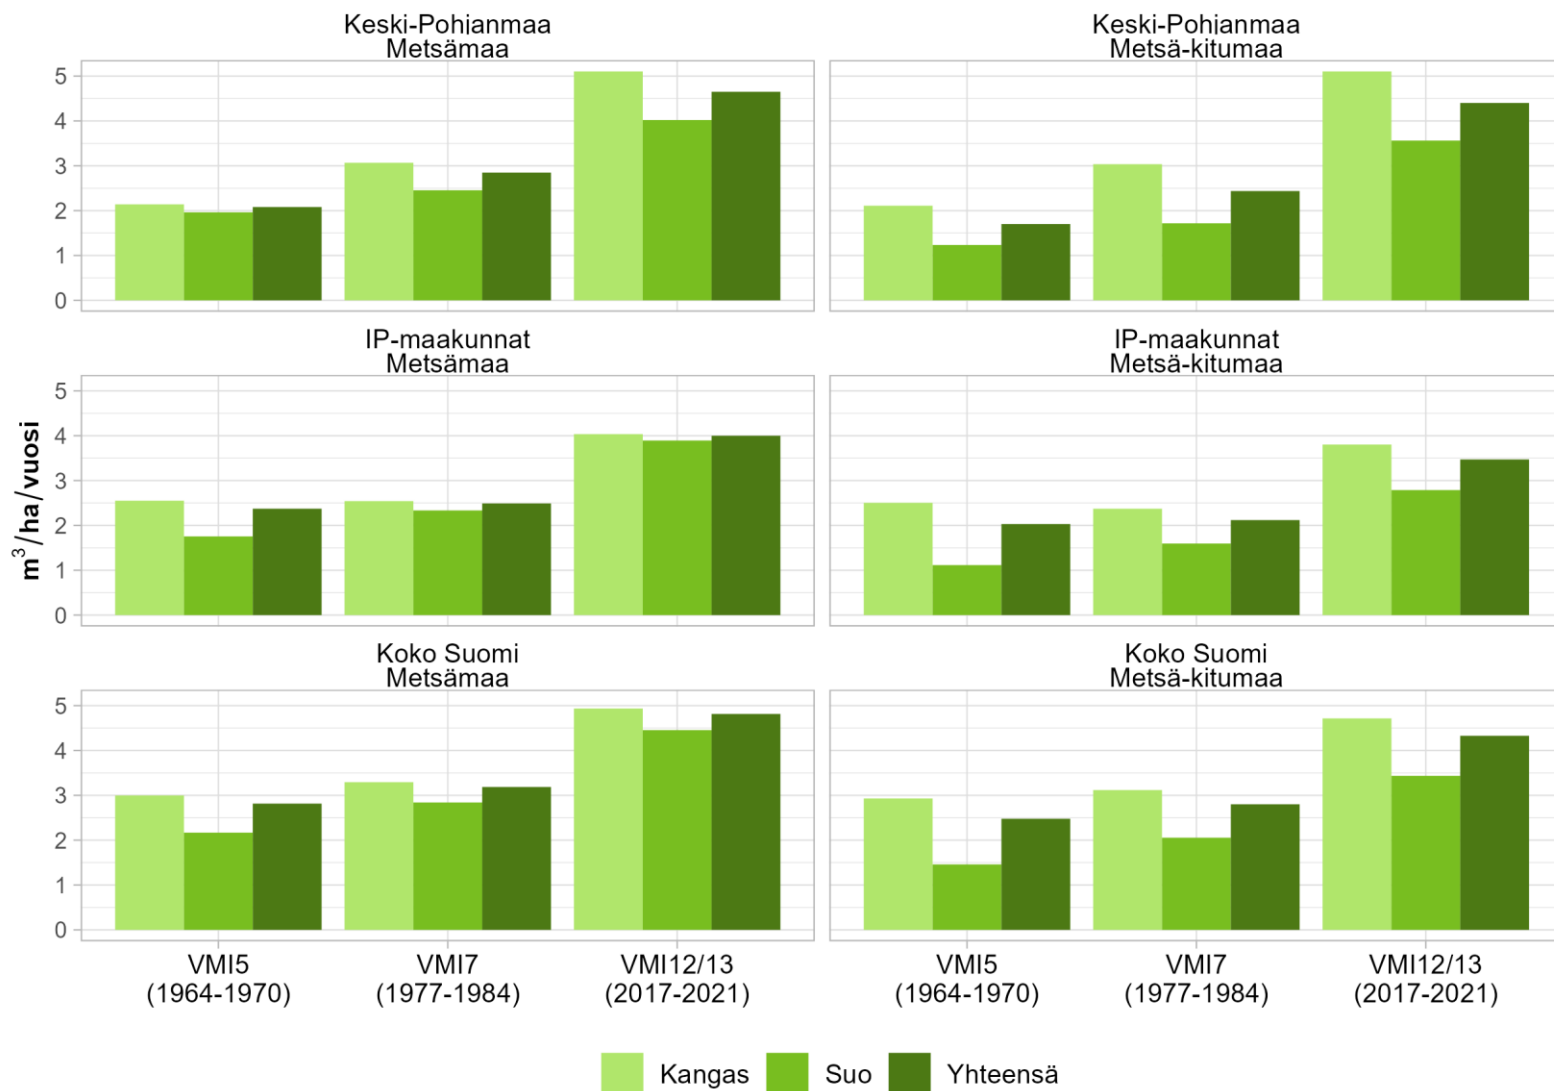 Keski-Pohjanmaa
Metsämaa
Keski-Pohjanmaa
Metsä-kitumaa
5
4
3
2
1
0
IP-maakunnat
Metsämaa
IP-maakunnat
Metsä-kitumaa
5
4
3
2
1
0
m³/ha/vuosi
Koko Suomi
Metsämaa
Koko Suomi
Metsä-kitumaa
5
4
3
2
1
0
VMI5
(1964-1970)
VMI7
(1977-1984)
VMI12/13
(2017-2021)
VMI5
(1964-1970)
VMI7
(1977-1984)
VMI12/13
(2017-2021)
Kangas Suo Yhteensä